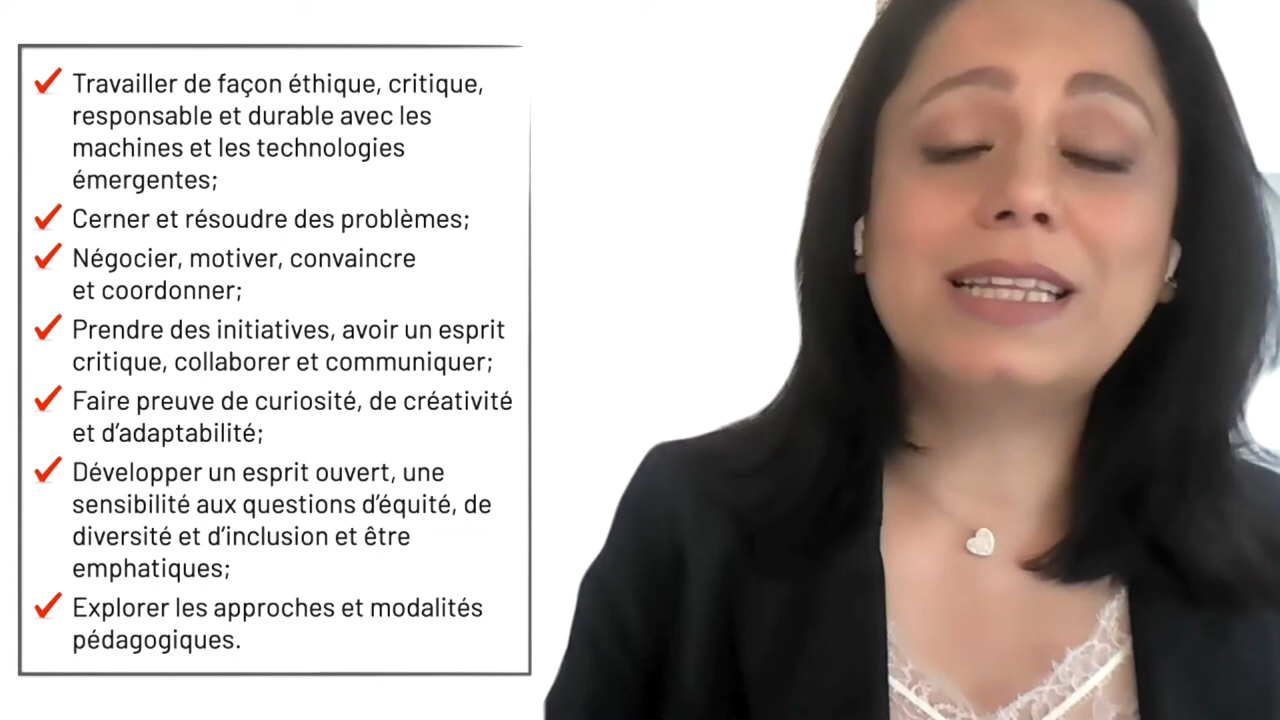 Travailler de façon éthique, critique,
responsable et durable avec les
machines et les technologies
émergentes;
Cerner et résoudre des problèmes;
Négocier, motiver, convaincre
et coordonner;
Prendre des initiatives, avoir un esprit
critique, collaborer et communiquer;
Faire preuve de curiosité, de créativité
et d'adaptabilité;
Développer un esprit ouvert, une
sensibilité aux questions d'équité, de
diversité et d'inclusion et être
emphatiques;
Explorer les approches et modalités
pédagogiques.